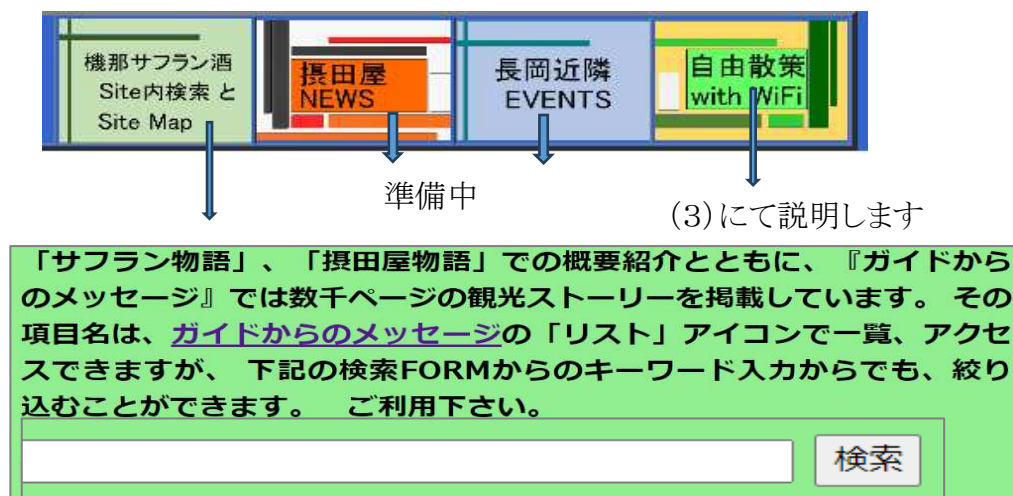 機那サフラン酒
Site内検索 と
Site Map
摂田屋
NEWS
長岡近隣
EVENTS
自由散策
with WiFi
準備中
(3)にて説明します
「サフラン物語」、「摂田屋物語」での概要紹介とともに、『ガイドから
のメッセージ』では数千ページの観光ストーリーを掲載しています。 その
項目名は、ガイドからのメッセージの「リスト」アイコンで一覧、アクセ
スできますが、 下記の検索FORMからのキーワード入力からでも、絞り
込むことができます。 ご利用下さい。
検索